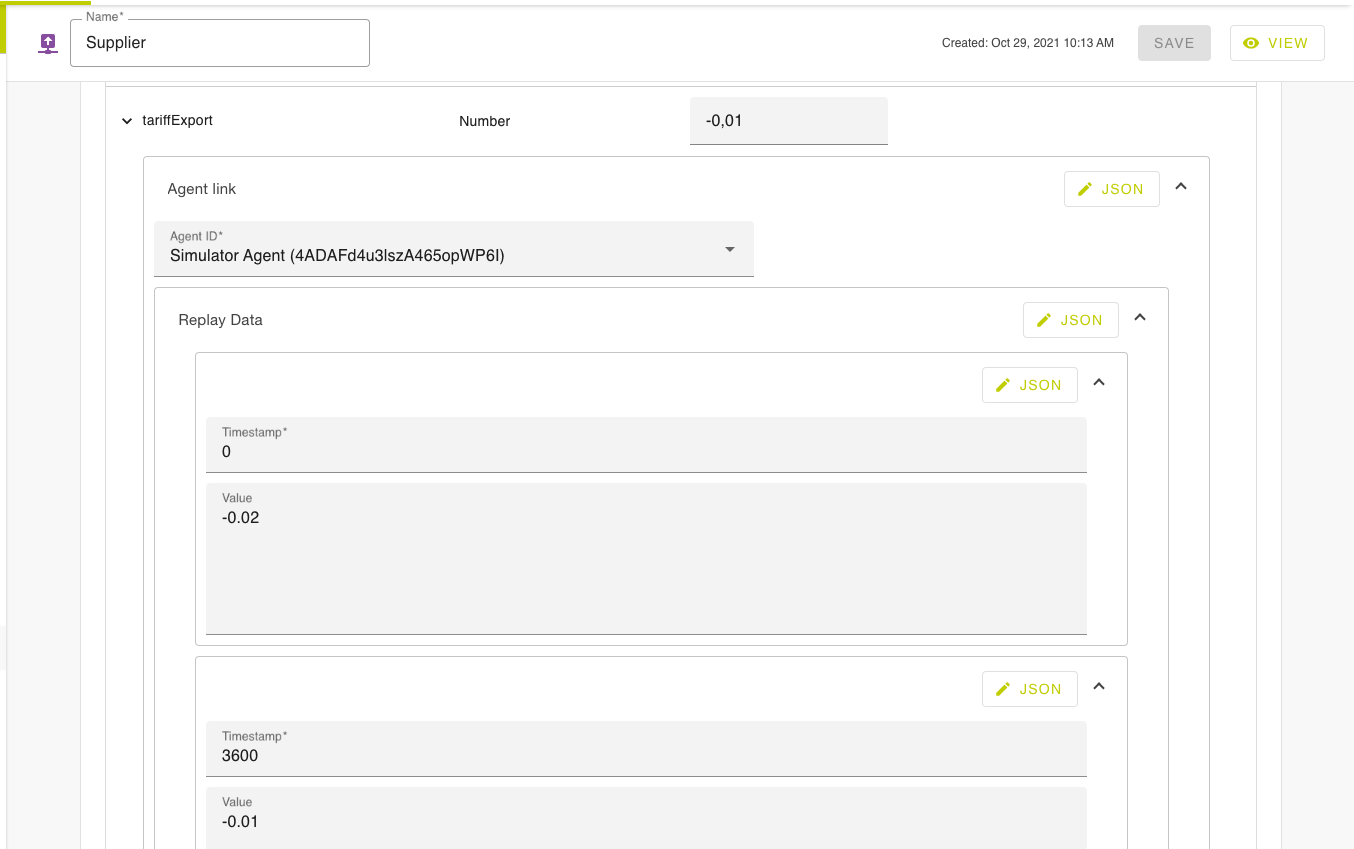 Name*
Supplier
Created: Oct 29, 2021 10:13 AM
SAVE
VIEW
tariffExport
Number
-0,01
Agent link
JSON
Agent ID*
Simulator Agent (4ADAFd4u3lszA465opWP6I)
Replay Data
JSON
JSON
Timestamp*
0
Value
-0.02
JSON
Timestamp*
3600
Value
-0.01